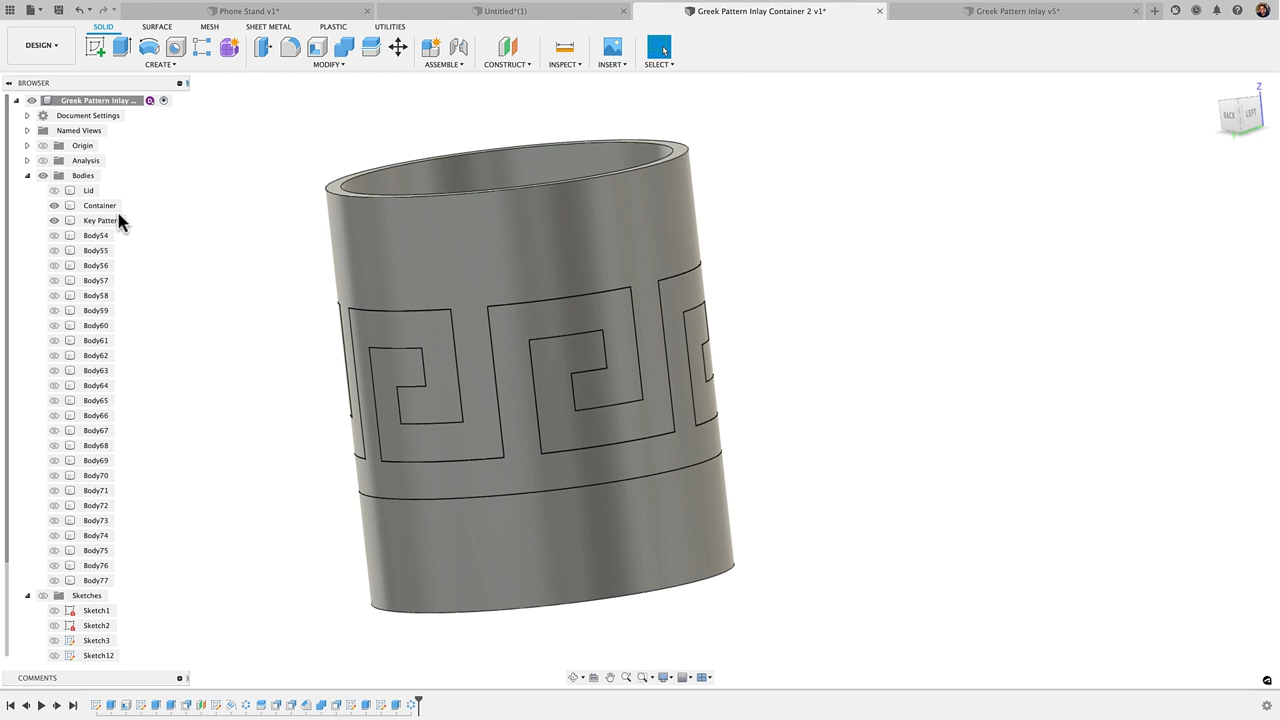 Phone Stand v1*
Untitled*(1)
Greek Pattern Inlay Container 2 v1*
Greek Pattern Inlay v5*
DESIGN
SOLID SURFACE MESH SHEET METAL PLASTIC UTILITIES
CREATE MODIFY ASSEMBLE CONSTRUCT INSPECT INSERT SELECT
BROWSER
Greek Pattern Inlay ...
Document Settings
Named Views
Origin
Analysis
Bodies
Lid
Container
Key Patter
Body54
Body55
Body56
Body57
Body58
Body59
Body60
Body61
Body62
Body63
Body64
Body65
Body66
Body67
Body68
Body69
Body70
Body71
Body72
Body73
Body74
Body75
Body76
Body77
Sketches
Sketch1
Sketch2
Sketch3
Sketch12
COMMENTS
Z
BACK LEFT